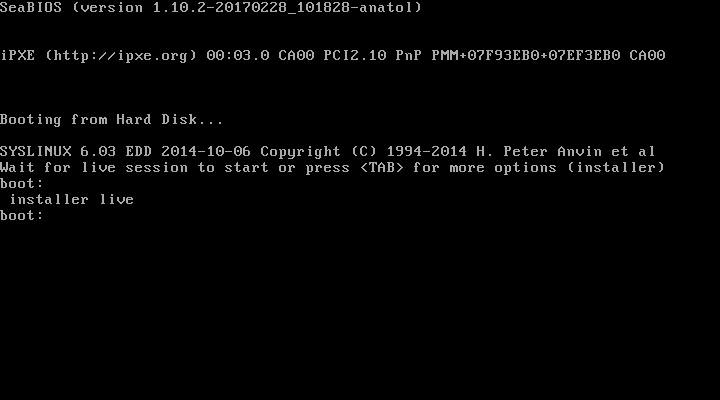 SeaBIOS (version 1.10.2-20170228_101828-anatol)
iPXE (http://ipxe.org) 00:03.0 CA00 PCI2.10 PnP PMM+07F93EB0+07EF3EB0 CA00
Booting from Hard Disk...
SYSLINUX 6.03 EDD 2014-10-06 Copyright (C) 1994-2014 H. Peter Anvin et al
Wait for live session to start or press <TAB> for more options (installer)
boot:
installer live
boot: